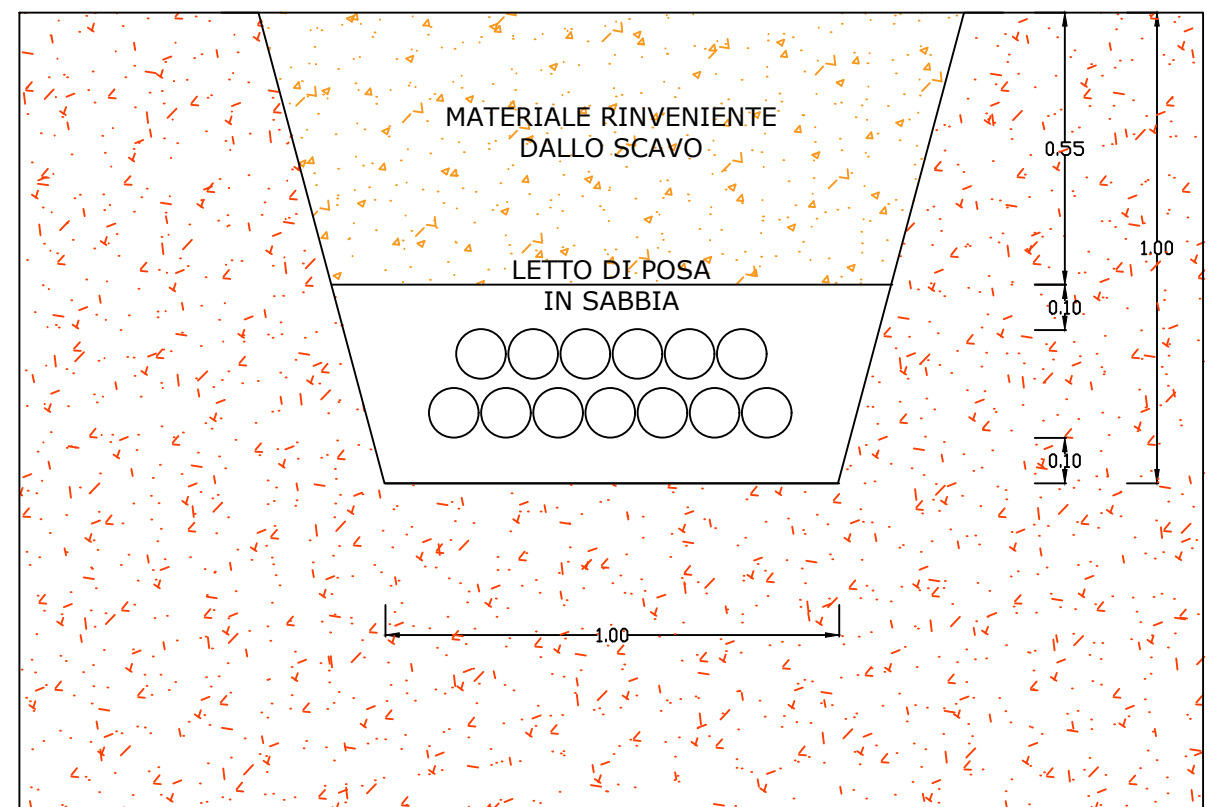 MATERIALE RINVENIENTE
DALLO SCAVO
0.55
1.00
LETTO DI POSA
IN SABBIA
0.10
0.10
1.00